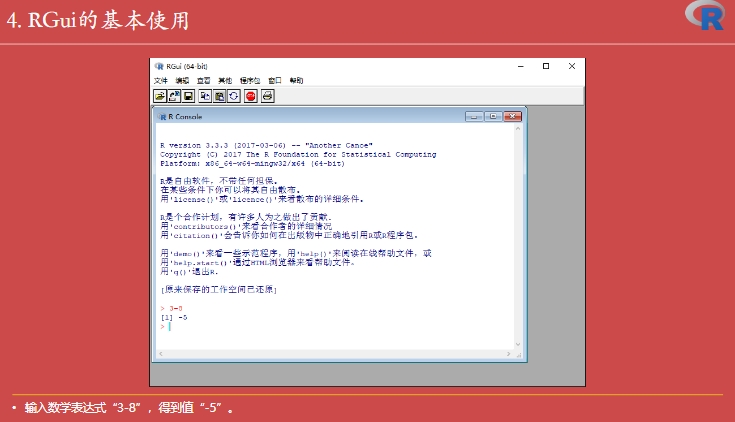 4. RGui的基本使用
R
RGui (64-bit)
文件 编辑 查看 其他 程序包 窗口 帮助
R Console
R version 3.3.3 (2017-03-06) -- "Another Canoe"
Copyright (C) 2017 The R Foundation for Statistical Computing
Platform: x86_64-w64-mingw32/x64 (64-bit)
R是自由软件，不带任何担保。
在某些条件下你可以将其自由散布。
用'license()'或'licence()'来看散布的详细条件。
R是个合作计划，有许多人为之做出了贡献.
用'contributors()'来看合作者的详细情况
用'citation()'会告诉你如何在出版物中正确地引用R或R程序包。
用'demo()'来看一些示范程序，用'help()'来阅读在线帮助文件，或
用'help.start()'通过HTML浏览器来看帮助文件。
用'q()'退出R.
[原来保存的工作空间已还原]
> 3-8
[1] -5
>
• 输入数学表达式“3-8”，得到值“-5”。